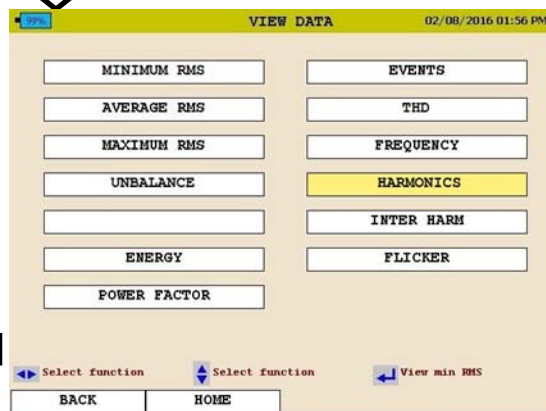 99% VIEW DATA 02/08/2016 01:56 PM
MINIMUM RMS EVENTS
AVERAGE RMS THD
MAXIMUM RMS FREQUENCY
UNBALANCE HARMONICS
INTER HARM
ENERGY FLICKER
POWER FACTOR
Select function Select function View min RMS
BACK HOME